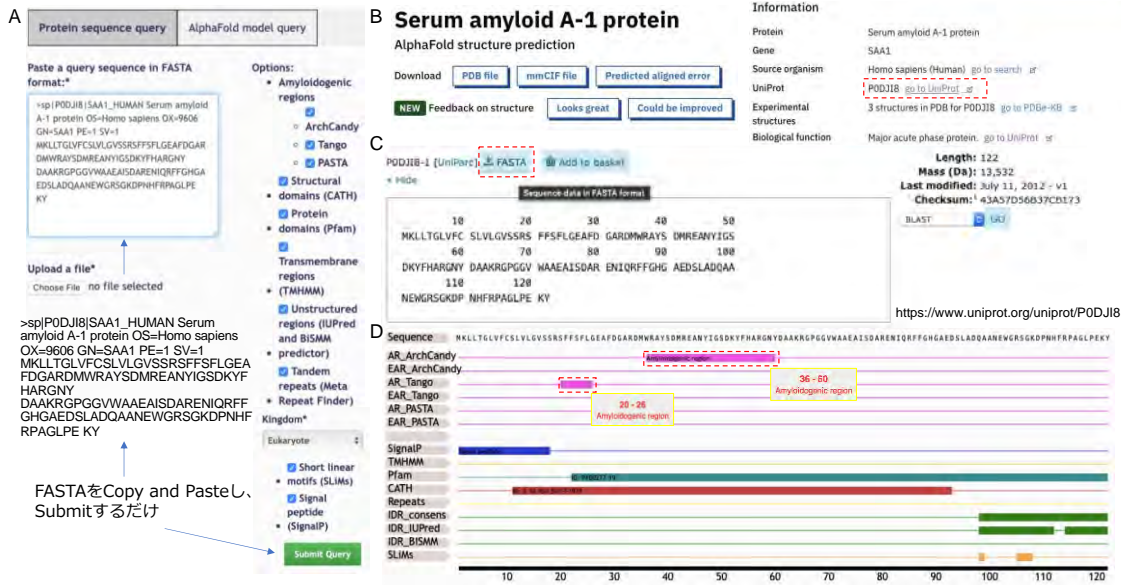 A
Protein sequence query
AlphaFold model query
Paste a query sequence in FASTA
format:*
>sp|P0DJI8|SAA1_HUMAN Serum amyloid
A-1 protein OS=Homo sapiens OX=9606
GN=SAA1 PE=1 SV=1
MKLLTGLVFCSLVLGVSSRSFFSFLGEAFDGAR
DMWRAYSDMREANYIGSDKYFHARGNY
DAAKRGPGGVWAAEAISDARENIQRFFGHGA
EDSLADQAANEWGRSGKDPNHFRPAGLPE
KY
Upload a file*
Choose File no file selected
>sp|P0DJI8|SAA1_HUMAN Serum
amyloid A-1 protein OS=Homo sapiens
OX=9606 GN=SAA1 PE=1 SV=1
MKLLTGLVFCSLVLGVSSRSFFSFLGEA
FDGARDMWRAYSDMREANYIGSDKYF
HARGNY
DAAKRGPGGVWAAEAISDARENIQRFF
GHGAEDSLADQAANEWGRSGKDPNHF
RPAGLPE KY
FASTAをCopy and Pasteし、
Submitするだけ
Options:
• Amyloidogenic
regions
ArchCandy
Tango
PASTA
Structural
• domains (CATH)
Protein
• domains (Pfam)
Transmembrane
regions
• (TMHMM)
Unstructured
regions (IUPred
and BiSMM
• predictor)
Tandem
repeats (Meta
• Repeat Finder)
Kingdom*
Eukaryote
Short linear
• motifs (SLiMs)
Signal
peptide
• (SignalP)
Submit Query
B
Serum amyloid A-1 protein
AlphaFold structure prediction
Download PDB file mmCIF file Predicted aligned error
NEW Feedback on structure Looks great Could be improved
Information
Protein Serum amyloid A-1 protein
Gene SAA1
Source organism Homo sapiens (Human) go to search
UniProt P0DJI8 go to UniProt
Experimental
structures 3 structures in PDB for P0DJI8 go to PDBe-KB
Biological function Major acute phase protein. go to UniProt
C
P0DJI8-1 [UniParc] FASTA Add to basket
« Hide
Sequence data in FASTA format
10 20 30 40 50
MKLLTGLVFC SLVLGVSSRS FFSFLGEAFD GARDMWRAYS DMREANYIGS
60 70 80 90 100
DKYFHARGNY DAAKRGPGGV WAAEAISDAR ENIQRFFGHG AEDSLADQAA
110 120
NEWGRSGKDP NHFRPAGLPE KY
Length: 122
Mass (Da): 13,532
Last modified: July 11, 2012 - v1
Checksum: 43A57D56B37CB173
BLAST GO
https://www.uniprot.org/uniprot/P0DJI8
D
Sequence MKLLTGLVFCSLVLGVSSRSFFSFLGEAFDGARDMWRAYSDMREANYIGSDKYFHARGNYDAAKRGPGGVWAAEAISDARENIQRFFGHGAEDSLADQAANEWGRSGKDPNHFRPAGLPEKY
AR_ArchCandy Amyloidogenic region
EAR_ArchCandy
AR_Tango
EAR_Tango
AR_PASTA
EAR_PASTA
36 - 60
Amyloidogenic region
20 - 26
Amyloidogenic region
SignalP
TMHMM
Pfam
CATH
Repeats
IDR_consens
IDR_IUPred
IDR_BISMM
SLiMs
10 20 30 40 50 60 70 80 90 100 110 120